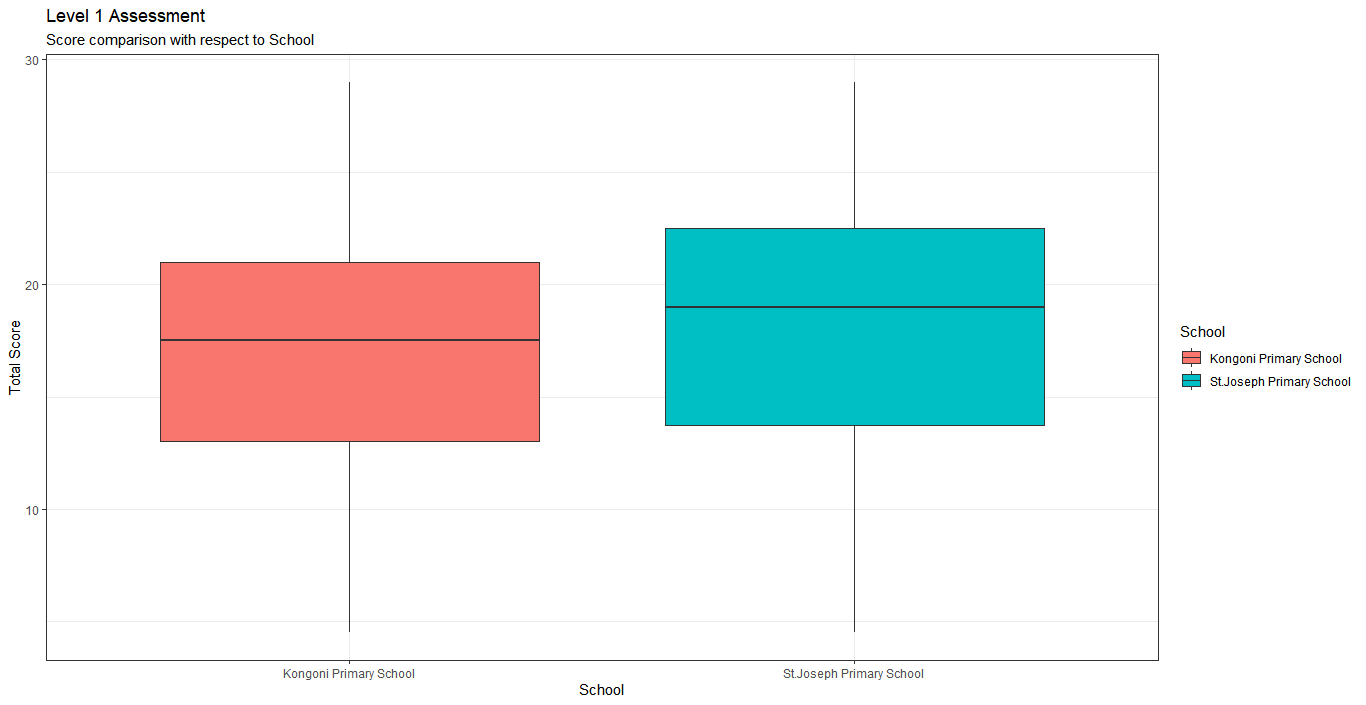 Level 1 Assessment
Score comparison with respect to School
30
20
10
Total Score
Kongoni Primary School
St.Joseph Primary School
School
School
Kongoni Primary School
St.Joseph Primary School